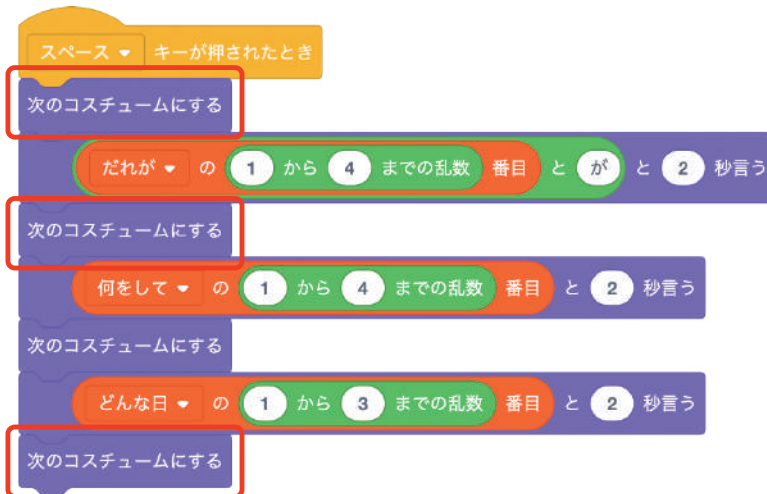 スペース キーが押されたとき
次のコスチュームにする
だれが の 1 から 4 までの乱数 番目 と が と 2 秒言う
次のコスチュームにする
何をして の 1 から 4 までの乱数 番目 と 2 秒言う
次のコスチュームにする
どんな日 の 1 から 3 までの乱数 番目 と 2 秒言う
次のコスチュームにする